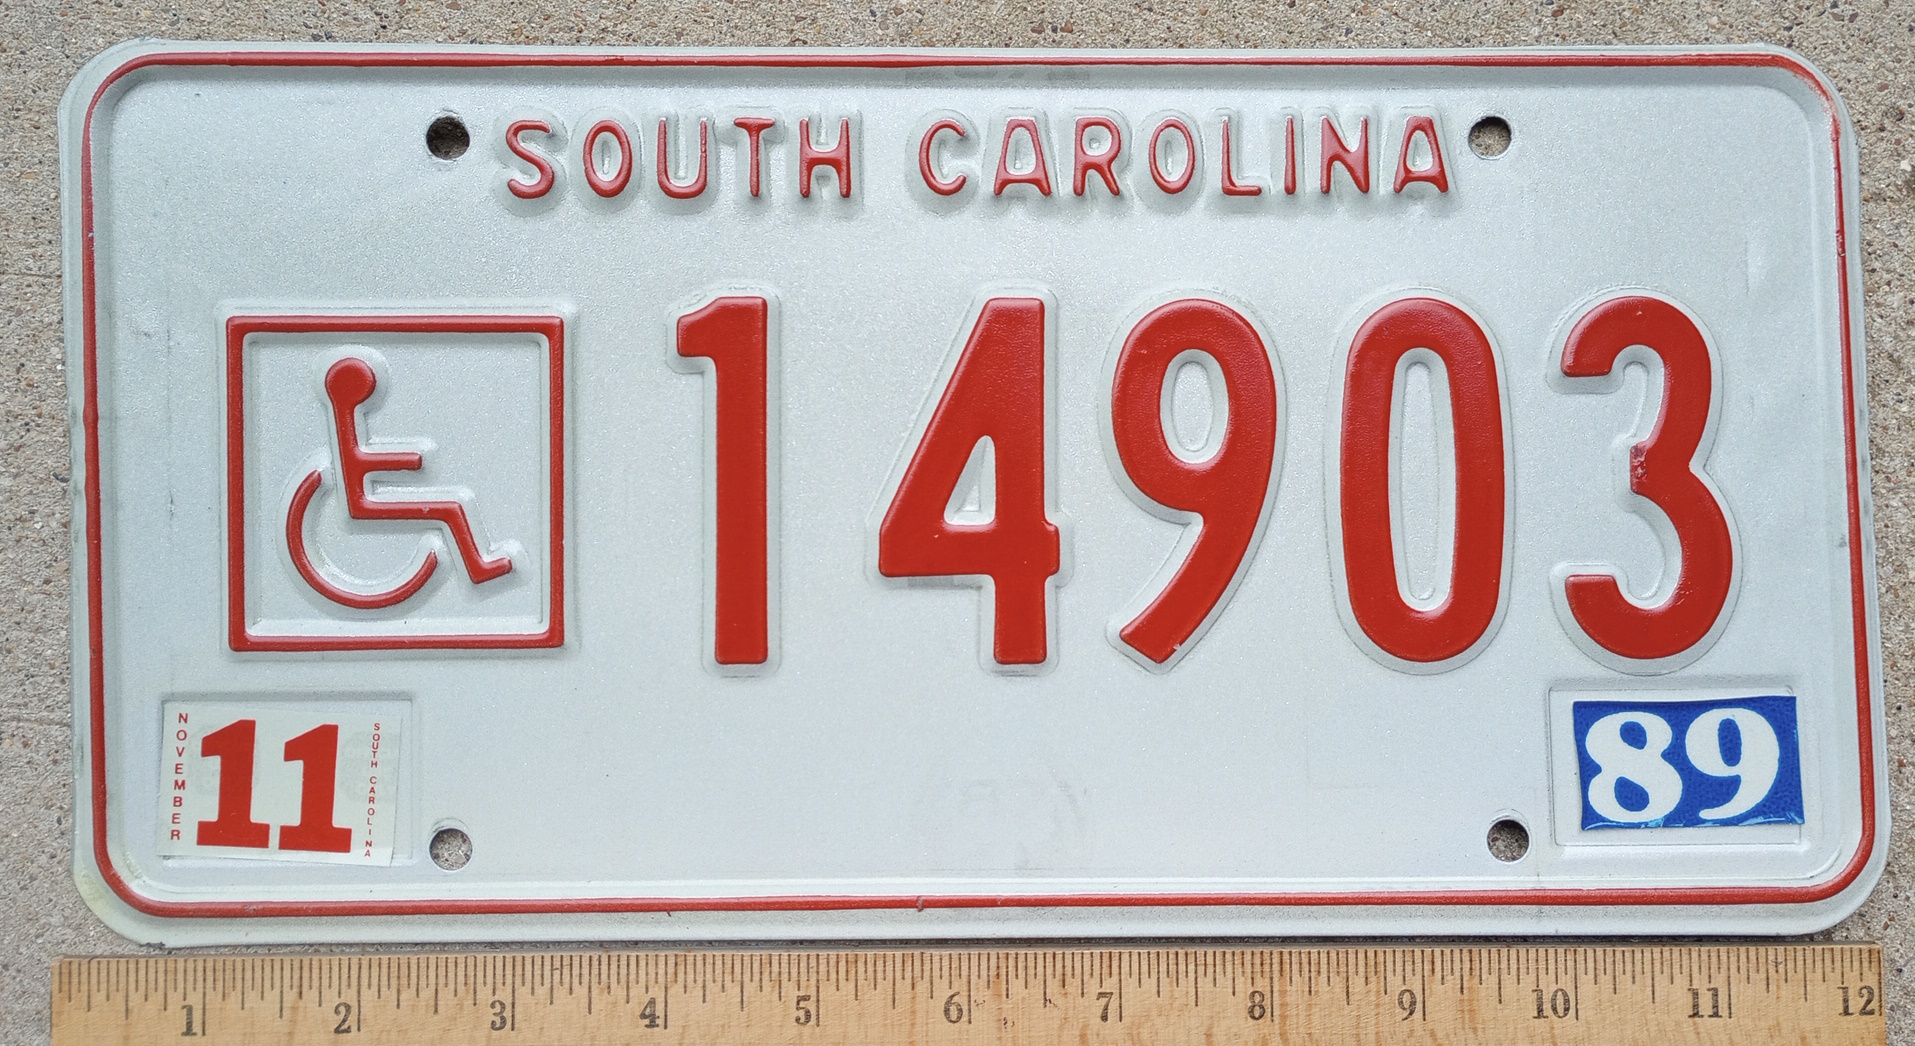 SOUTH CAROLINA
14903
NOVEMBER
11
SOUTH CAROLINA
89
1 2 3 4 5 6 7 8 9 10 11 12